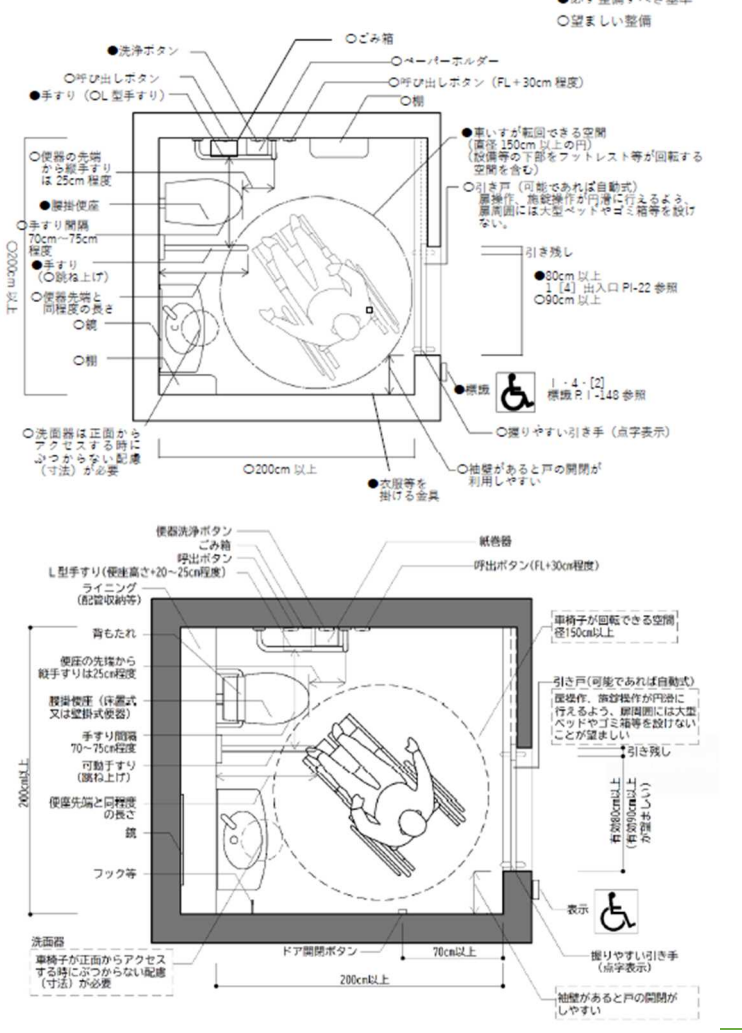 ●必ず整備すべき基準
○望ましい整備
○ごみ箱
●洗浄ボタン
○ペーパーホルダー
○呼び出しボタン
○呼び出しボタン（FL＋30cm 程度）
●手すり（○L 型手すり）
○棚
●車いすが転回できる空間
（直径 150cm 以上の円）
（設備等の下部をフットレスト等が回転する
空間を含む）
○便器の先端
から縦手すり
は 25cm 程度
○引き戸（可能であれば自動式）
扉操作、施錠操作が円滑に行えるよう、
扉周囲には大型ベッドやゴミ箱等を設け
ない。
●腰掛便座
○手すり間隔
70cm～75cm
程度
○200cm 以上
引き残し
●手すり
（○跳ね上げ）
●80cm 以上
1［4］出入口 PⅠ-22 参照
○90cm 以上
○便器先端と
同程度の長さ
○鏡
○棚
●標識
Ⅰ・4・[2]
標識 P.Ⅰ-148 参照
○洗面器は正面から
アクセスする時に
ぶつからない配慮
（寸法）が必要
○握りやすい引き手（点字表示）
○200cm 以上
○袖壁があると戸の開閉が
利用しやすい
●衣服等を
掛ける金具
便器洗浄ボタン
ごみ箱
紙巻器
呼出ボタン
呼出ボタン(FL+30cm程度)
L型手すり(便座高さ+20～25cm程度)
ライニング
(配管収納等)
背もたれ
車椅子が回転できる空間
径150cm以上
便座の先端から
縦手すりは25cm程度
引き戸(可能であれば自動式)
腰掛便座（床置式
又は壁掛式便器）
扉操作、施錠操作が円滑に
行えるよう、扉周囲には大型
ベッドやゴミ箱等を設けない
ことが望ましい
手すり間隔
70～75cm程度
引き残し
可動手すり
(跳ね上げ)
200cm以上
便座先端と同程度
の長さ
有効80cm以上
(有効90cm以上
が望ましい)
鏡
フック等
表示
洗面器
車椅子が正面からアクセス
する時にぶつからない配慮
（寸法）が必要
ドア開閉ボタン
70cm以上
握りやすい引き手
(点字表示)
200cm以上
袖壁があると戸の開閉が
しやすい